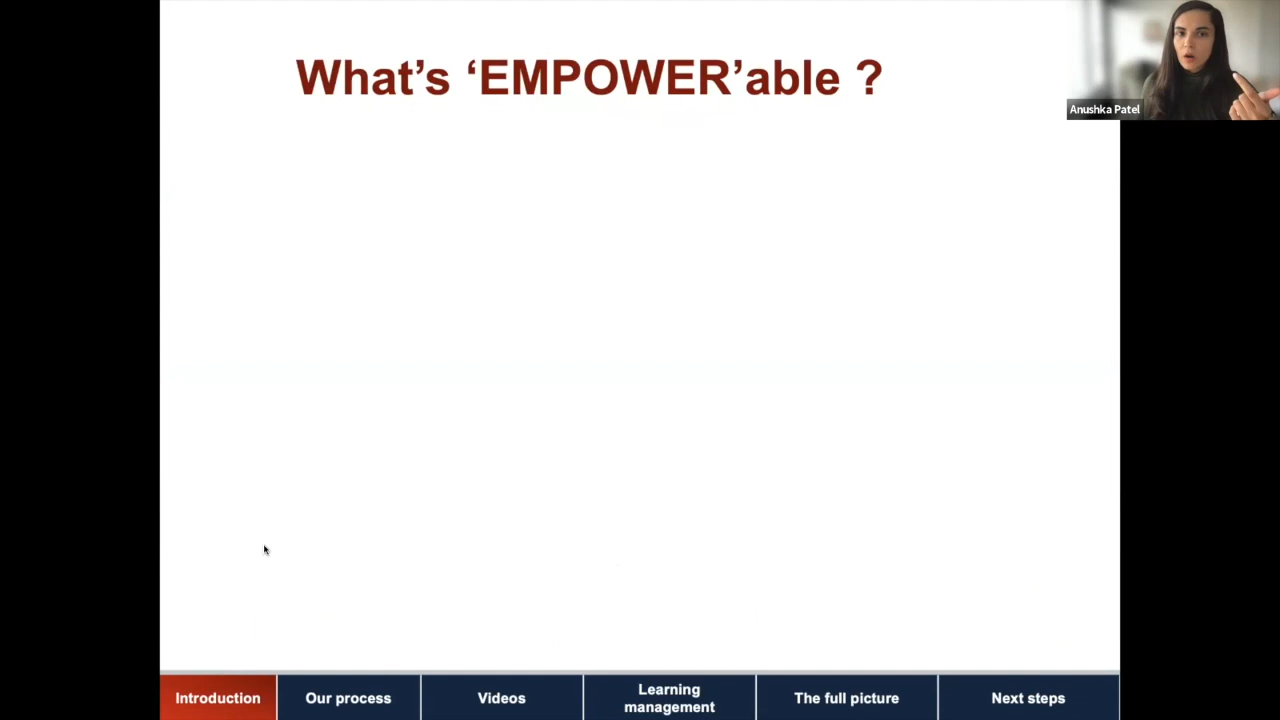 What's ‘EMPOWER’able ?
Anushka Patel
Introduction
Our process
Videos
Learning
management
The full picture
Next steps